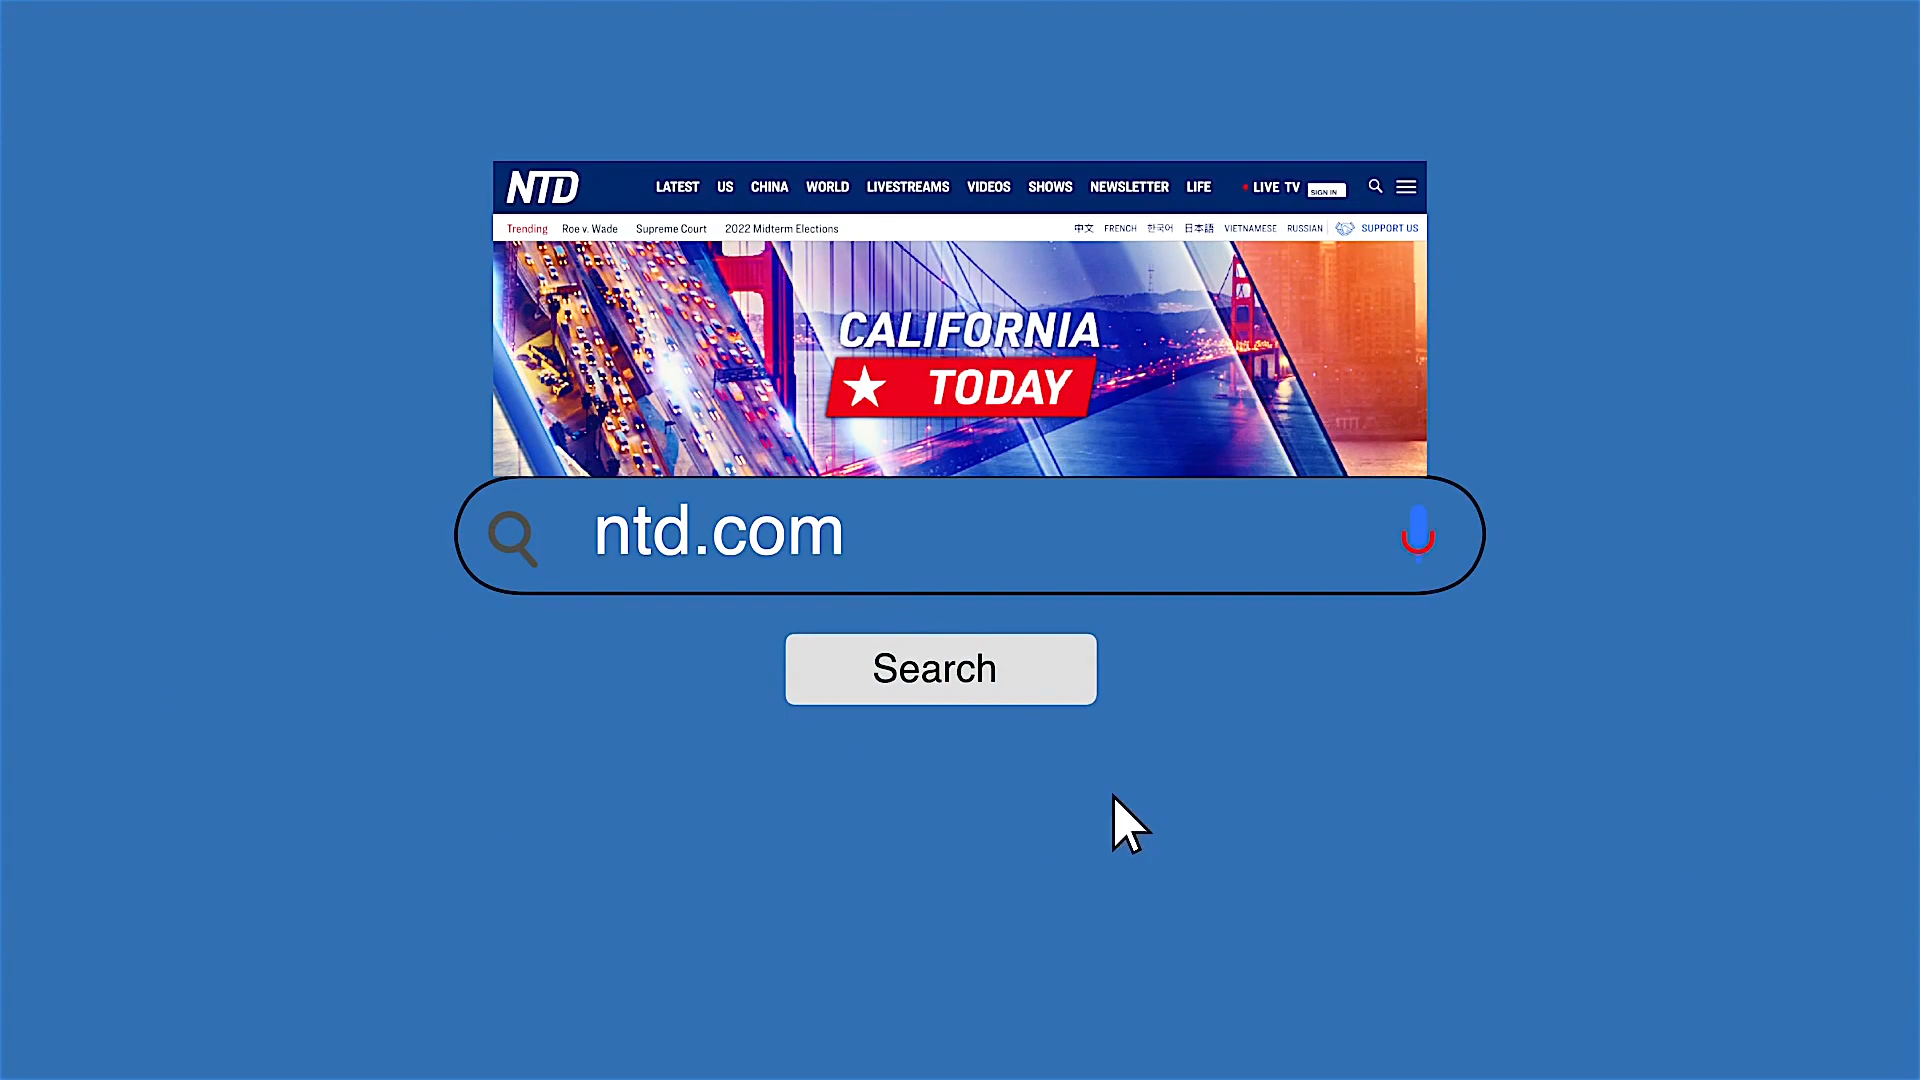 NTD LATEST US CHINA WORLD LIVESTREAMS VIDEOS SHOWS NEWSLETTER LIFE LIVE TV SIGN IN
Trending Roe v. Wade Supreme Court 2022 Midterm Elections 中文 FRENCH 한국어 日本語 VIETNAMESE RUSSIAN SUPPORT US
CALIFORNIA
TODAY
ntd.com
Search